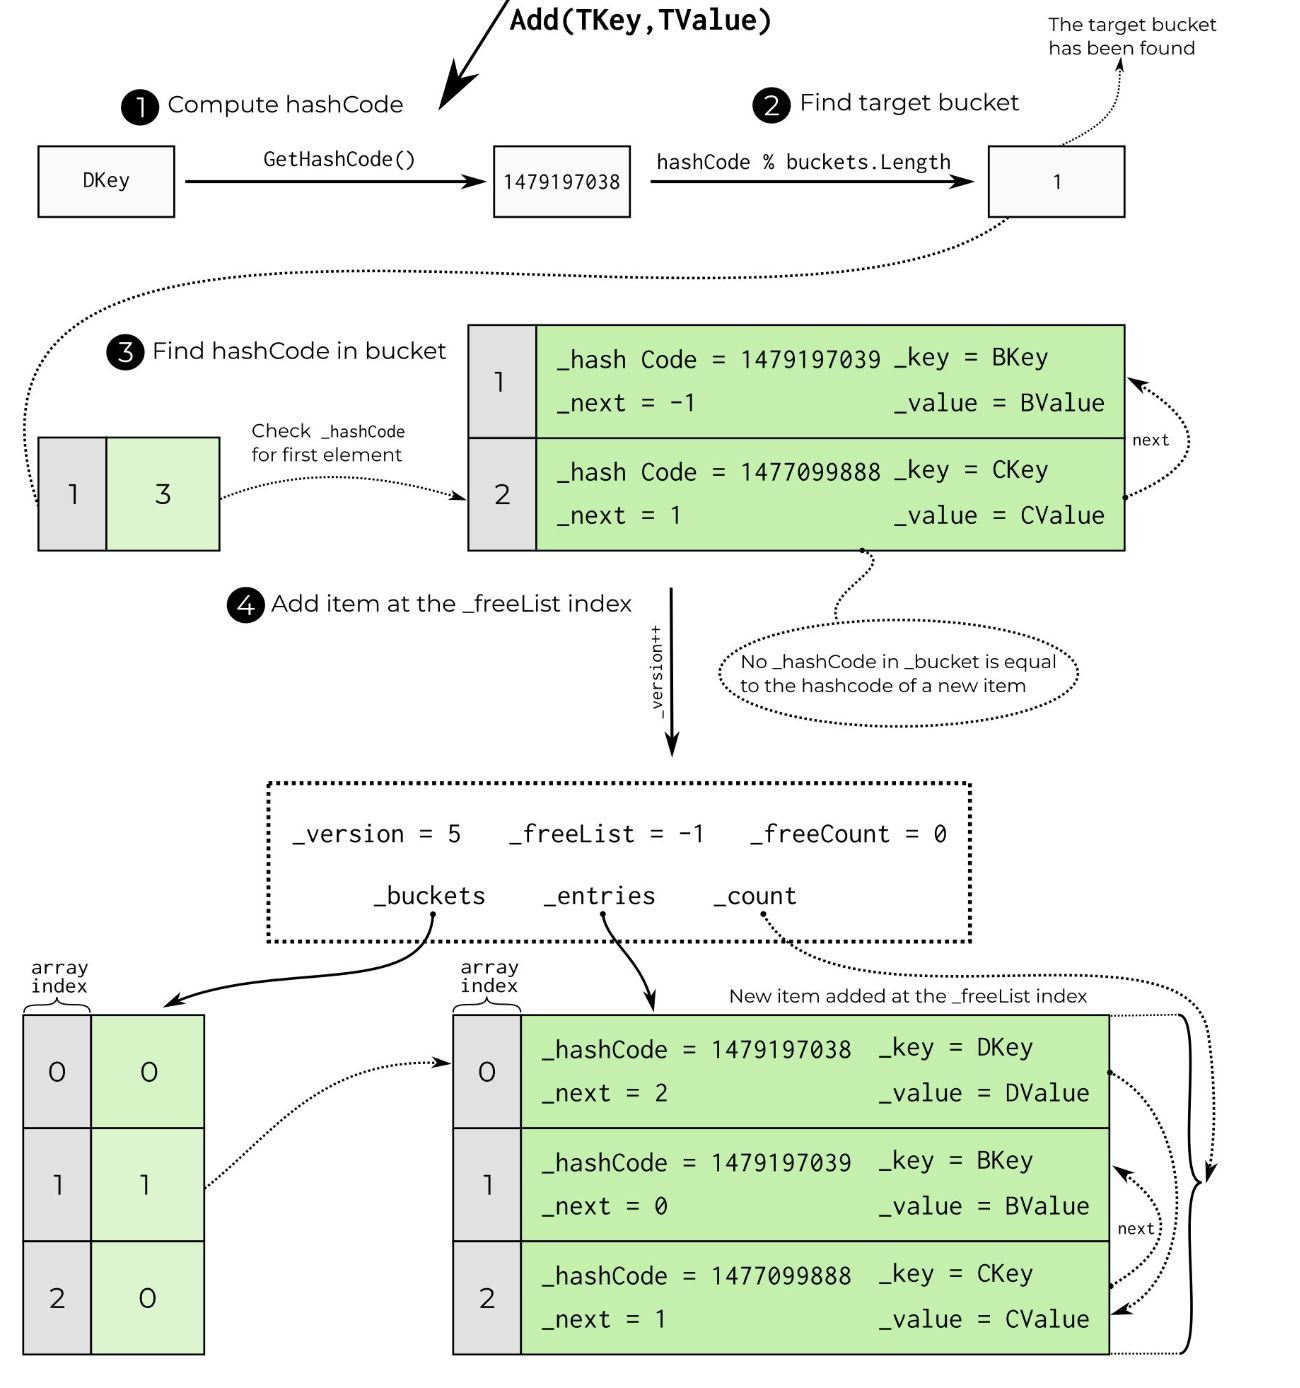 Add(TKey,TValue)
The target bucket
has been found
1 Compute hashCode
2 Find target bucket
DKey
GetHashCode()
1479197038
hashCode % buckets.Length
1
3 Find hashCode in bucket
1 3
Check _hashCode
for first element
1
_hash Code = 1479197039 _key = BKey
_next = -1 _value = BValue
2
_hash Code = 1477099888 _key = CKey
_next = 1 _value = CValue
next
4 Add item at the _freeList index
_version++
No _hashCode in _bucket is equal
to the hashcode of a new item
_version = 5 _freeList = -1 _freeCount = 0
_buckets _entries _count
array
index
0 0
1 1
2 0
array
index
New item added at the _freeList index
0
_hashCode = 1479197038 _key = DKey
_next = 2 _value = DValue
1
_hashCode = 1479197039 _key = BKey
_next = 0 _value = BValue
2
_hashCode = 1477099888 _key = CKey
_next = 1 _value = CValue
next